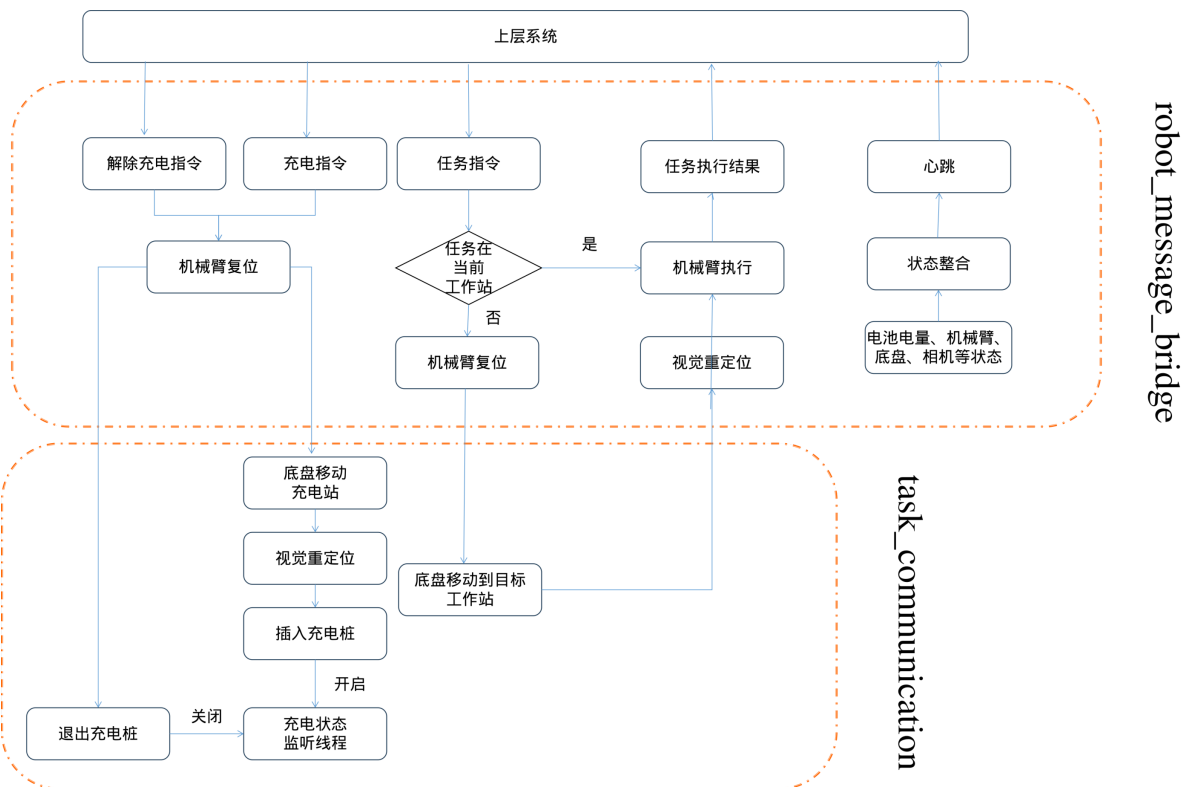 上层系统
解除充电指令
充电指令
任务指令
任务执行结果
心跳
机械臂复位
任务在
当前
工作站
是
机械臂执行
状态整合
否
机械臂复位
视觉重定位
电池电量、机械臂、
底盘、相机等状态
robot_message_bridge
底盘移动
充电站
视觉重定位
底盘移动到目标
工作站
插入充电桩
开启
退出充电桩
关闭
充电状态
监听线程
task_communication